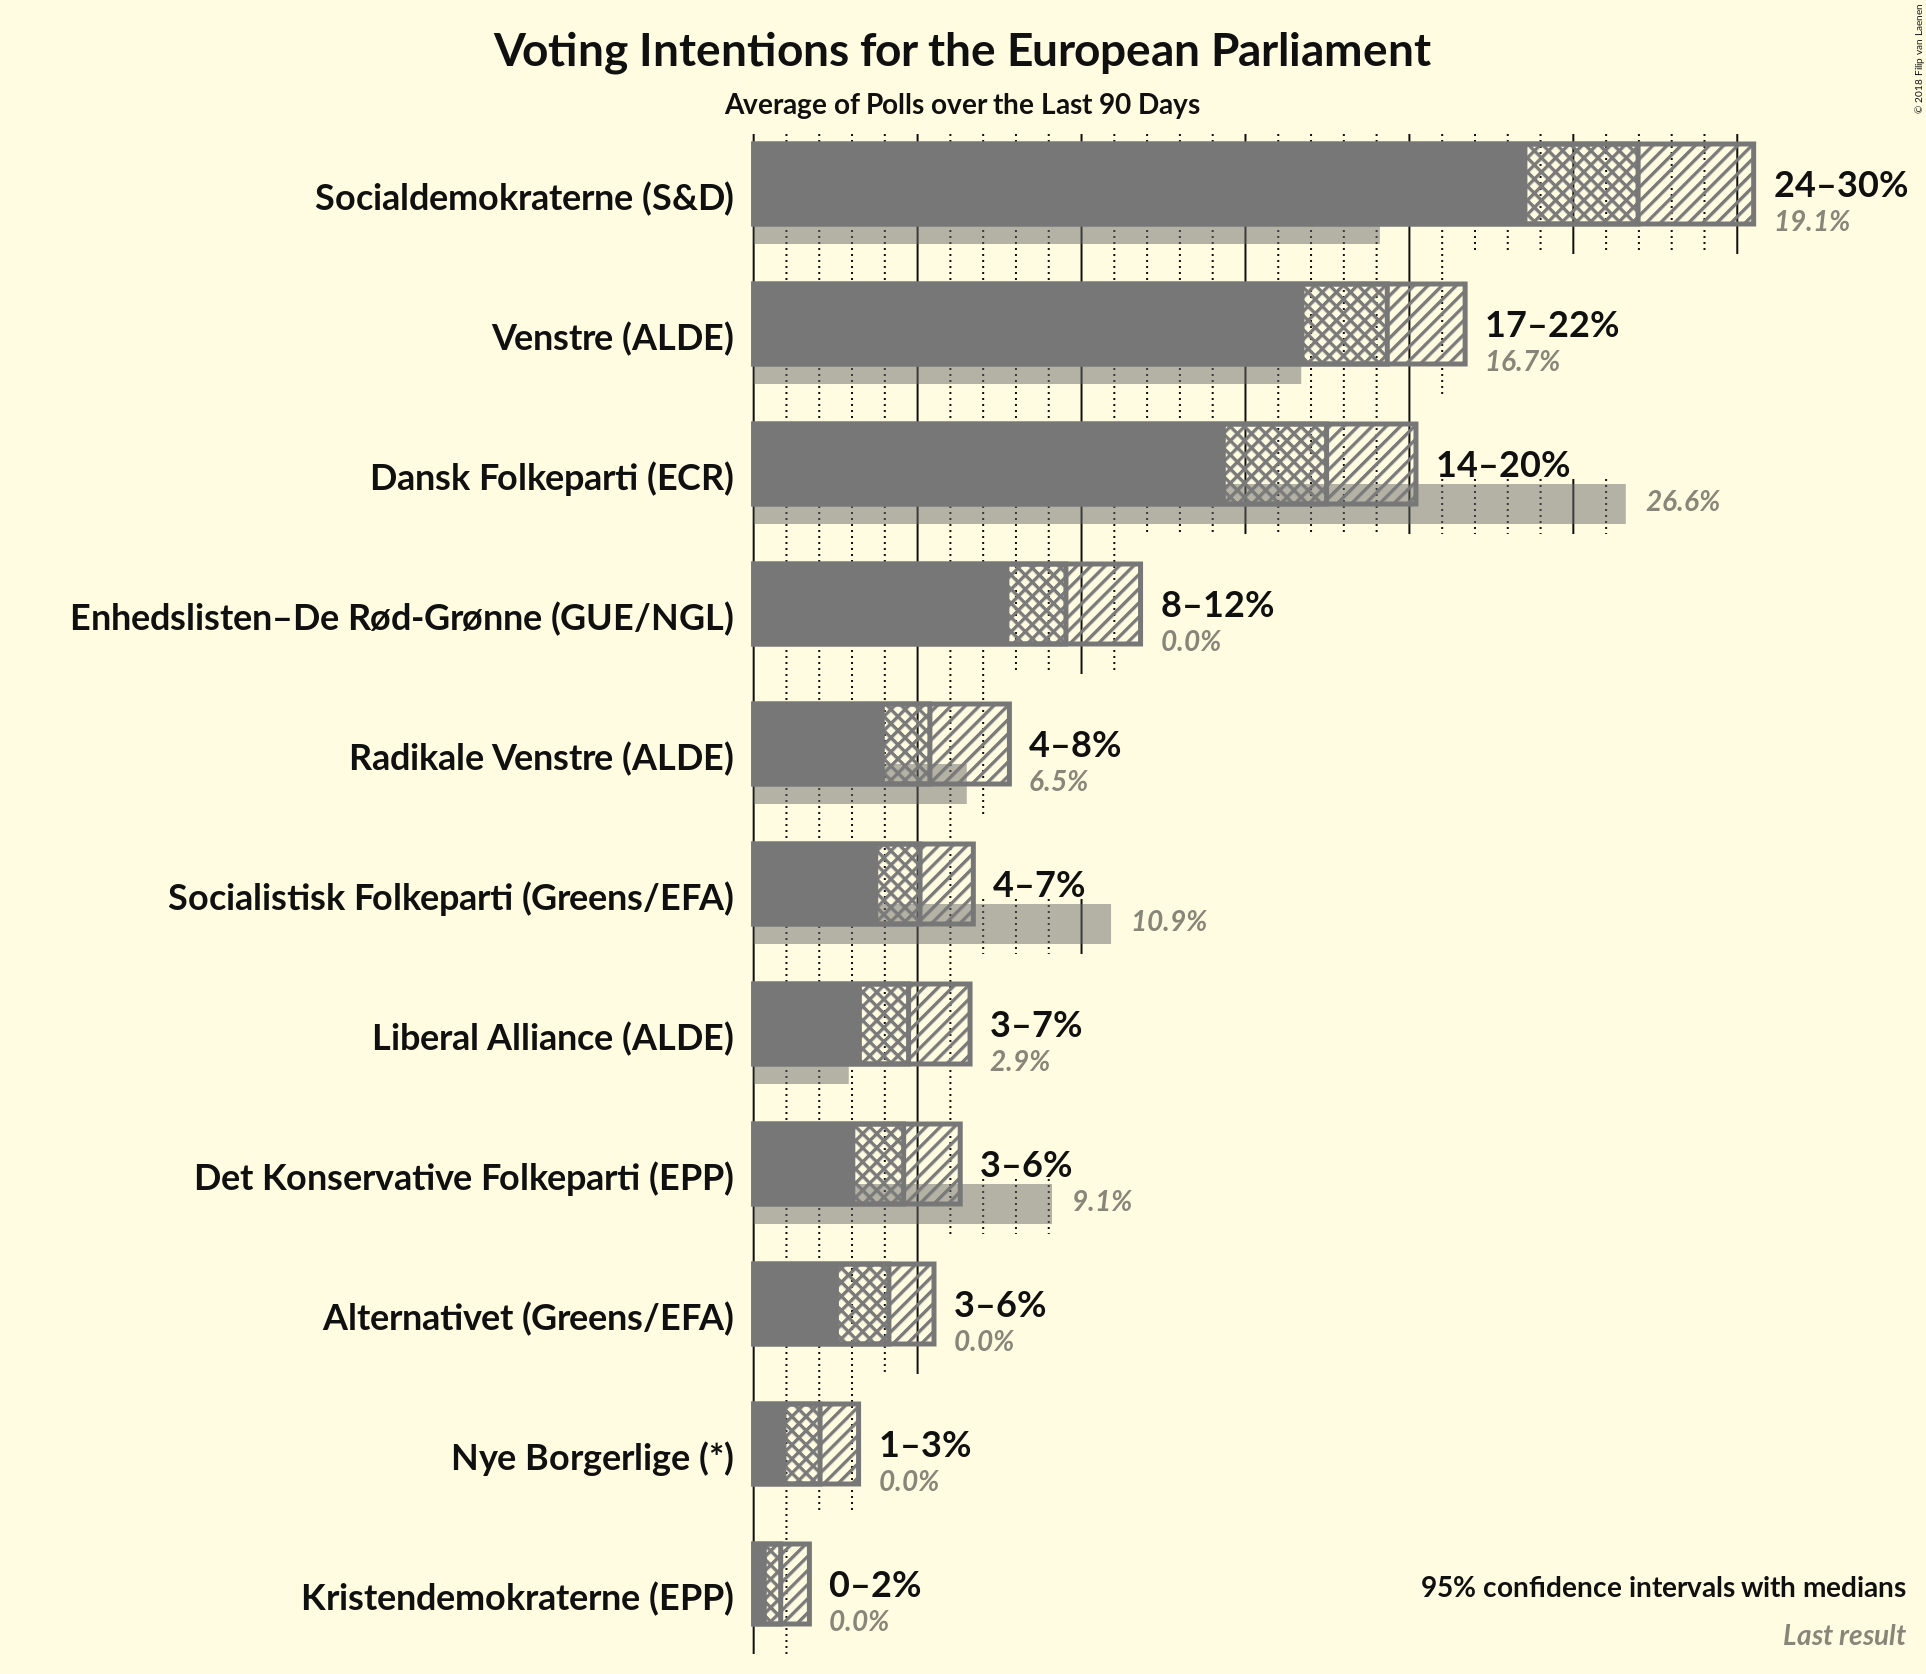 Voting Intentions for the European Parliament
Average of Polls over the Last 90 Days
© 2018 Filip van Laenen
Socialdemokraterne (S&D)
24–30%
19.1%
Venstre (ALDE)
17–22%
16.7%
Dansk Folkeparti (ECR)
14–20%
26.6%
Enhedslisten–De Rød-Grønne (GUE/NGL)
8–12%
0.0%
Radikale Venstre (ALDE)
4–8%
6.5%
Socialistisk Folkeparti (Greens/EFA)
4–7%
10.9%
Liberal Alliance (ALDE)
3–7%
2.9%
Det Konservative Folkeparti (EPP)
3–6%
9.1%
Alternativet (Greens/EFA)
3–6%
0.0%
Nye Borgerlige (*)
1–3%
0.0%
Kristendemokraterne (EPP)
0–2%
0.0%
95% confidence intervals with medians
Last result